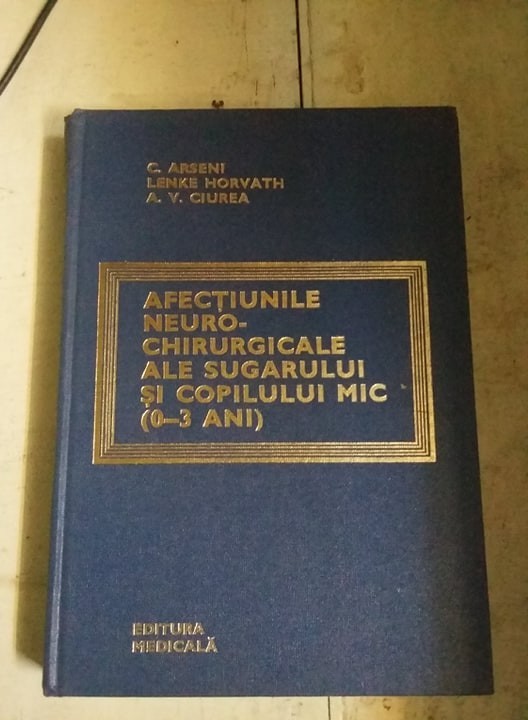 C. ARSENI
LENKE HORVATH
A. V. CIUREA
AFECȚIUNILE
NEURO-
CHIRURGICALE
ALE SUGARULUI
ȘI COPILULUI MIC
(0–3 ANI)
EDITURA
MEDICALĂ